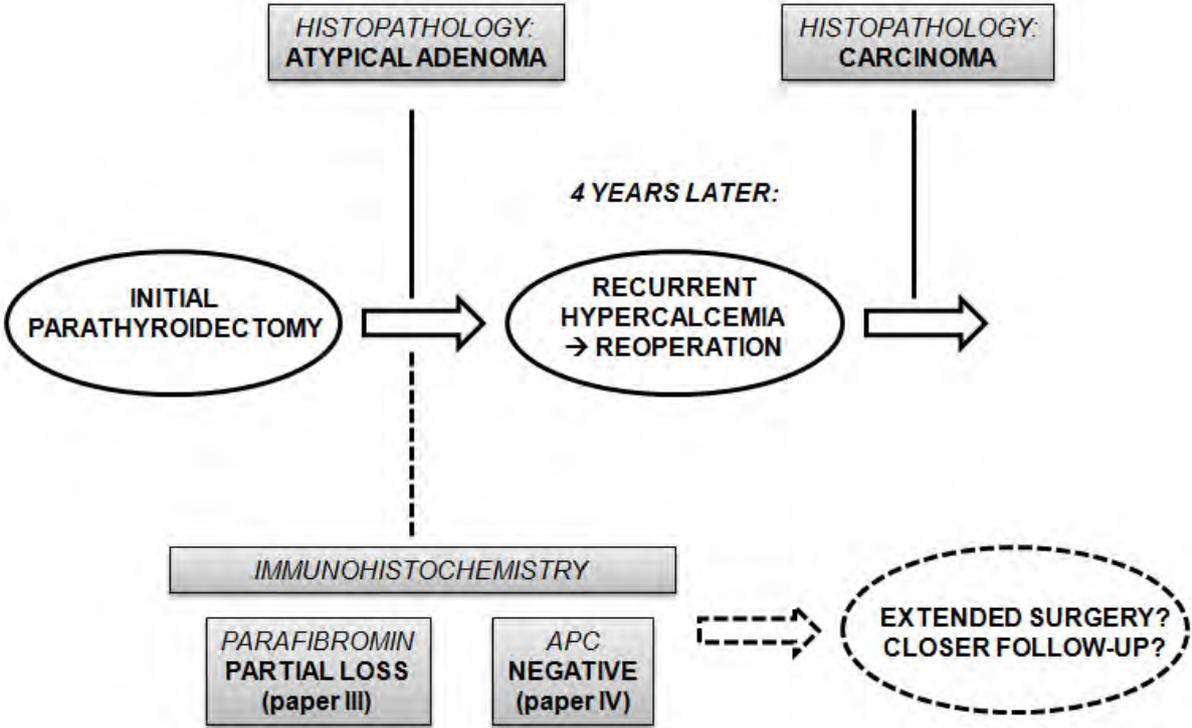 HISTOPATHOLOGY:
ATYPICAL ADENOMA
HISTOPATHOLOGY:
CARCINOMA
4 YEARS LATER:
INITIAL
PARATHYROIDECTOMY
RECURRENT
HYPERCALCEMIA
→ REOPERATION
IMMUNOHISTOCHEMISTRY
PARAFIBROMIN
PARTIAL LOSS
(paper III)
APC
NEGATIVE
(paper IV)
EXTENDED SURGERY?
CLOSER FOLLOW-UP?